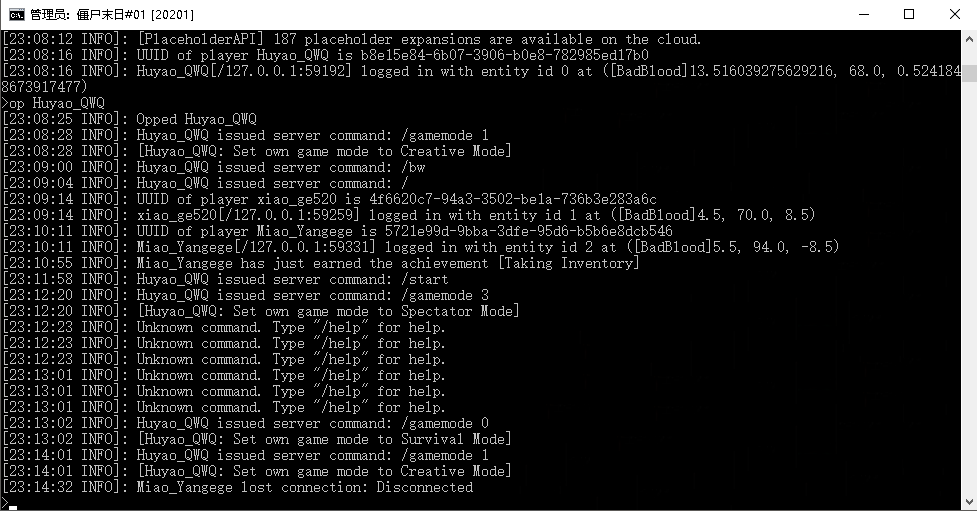 管理员: 僵尸末日#01 [20201]
[23:08:12 INFO]: [PlaceholderAPI] 187 placeholder expansions are available on the cloud.
[23:08:16 INFO]: UUID of player Huyao_QWQ is b8e15e84-6b07-3906-b0e8-782985ed17b0
[23:08:16 INFO]: Huyao_QWQ[/127.0.0.1:59192] logged in with entity id 0 at ([BadBlood]13.516039275629216, 68.0, 0.524184
8673917477)
>op Huyao_QWQ
[23:08:25 INFO]: Opped Huyao_QWQ
[23:08:28 INFO]: Huyao_QWQ issued server command: /gamemode 1
[23:08:28 INFO]: [Huyao_QWQ: Set own game mode to Creative Mode]
[23:09:00 INFO]: Huyao_QWQ issued server command: /bw
[23:09:04 INFO]: Huyao_QWQ issued server command: /
[23:09:14 INFO]: UUID of player xiao_ge520 is 4f6620c7-94a3-3502-be1a-736b3e283a6c
[23:09:14 INFO]: xiao_ge520[/127.0.0.1:59259] logged in with entity id 1 at ([BadBlood]4.5, 70.0, 8.5)
[23:10:11 INFO]: UUID of player Miao_Yangege is 5721e99d-9bba-3dfe-95d6-b5b6e8dcb546
[23:10:11 INFO]: Miao_Yangege[/127.0.0.1:59331] logged in with entity id 2 at ([BadBlood]5.5, 94.0, -8.5)
[23:10:55 INFO]: Miao_Yangege has just earned the achievement [Taking Inventory]
[23:11:58 INFO]: Huyao_QWQ issued server command: /start
[23:12:20 INFO]: Huyao_QWQ issued server command: /gamemode 3
[23:12:20 INFO]: [Huyao_QWQ: Set own game mode to Spectator Mode]
[23:12:23 INFO]: Unknown command. Type "/help" for help.
[23:12:23 INFO]: Unknown command. Type "/help" for help.
[23:12:23 INFO]: Unknown command. Type "/help" for help.
[23:13:01 INFO]: Unknown command. Type "/help" for help.
[23:13:01 INFO]: Unknown command. Type "/help" for help.
[23:13:01 INFO]: Unknown command. Type "/help" for help.
[23:13:02 INFO]: Huyao_QWQ issued server command: /gamemode 0
[23:13:02 INFO]: [Huyao_QWQ: Set own game mode to Survival Mode]
[23:14:01 INFO]: Huyao_QWQ issued server command: /gamemode 1
[23:14:01 INFO]: [Huyao_QWQ: Set own game mode to Creative Mode]
[23:14:32 INFO]: Miao_Yangege lost connection: Disconnected
>